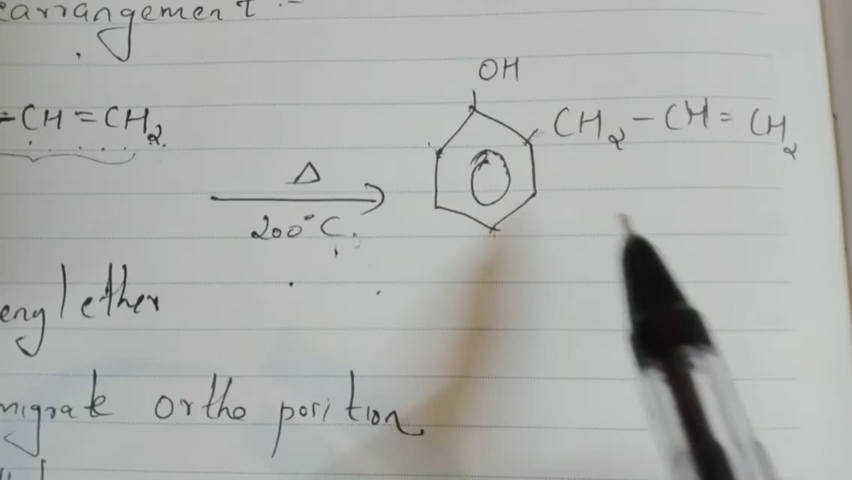 earrangement :-
OH
-CH=CH₂
CH₂-CH=CH₂
Δ
200°C.
enyl ether
migrate ortho position